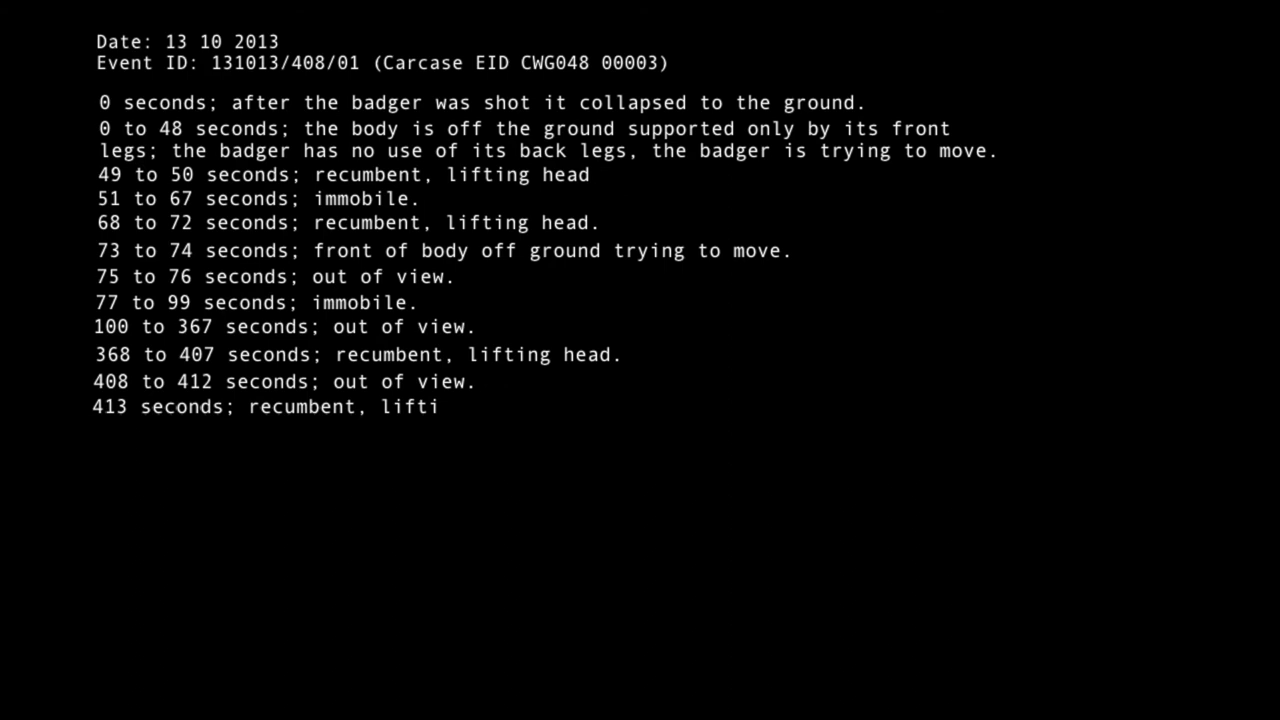 Date: 13 10 2013
Event ID: 131013/408/01 (Carcase EID CWG048 00003)
0 seconds; after the badger was shot it collapsed to the ground.
0 to 48 seconds; the body is off the ground supported only by its front
legs; the badger has no use of its back legs, the badger is trying to move.
49 to 50 seconds; recumbent, lifting head
51 to 67 seconds; immobile.
68 to 72 seconds; recumbent, lifting head.
73 to 74 seconds; front of body off ground trying to move.
75 to 76 seconds; out of view.
77 to 99 seconds; immobile.
100 to 367 seconds; out of view.
368 to 407 seconds; recumbent, lifting head.
408 to 412 seconds; out of view.
413 seconds; recumbent, lifti